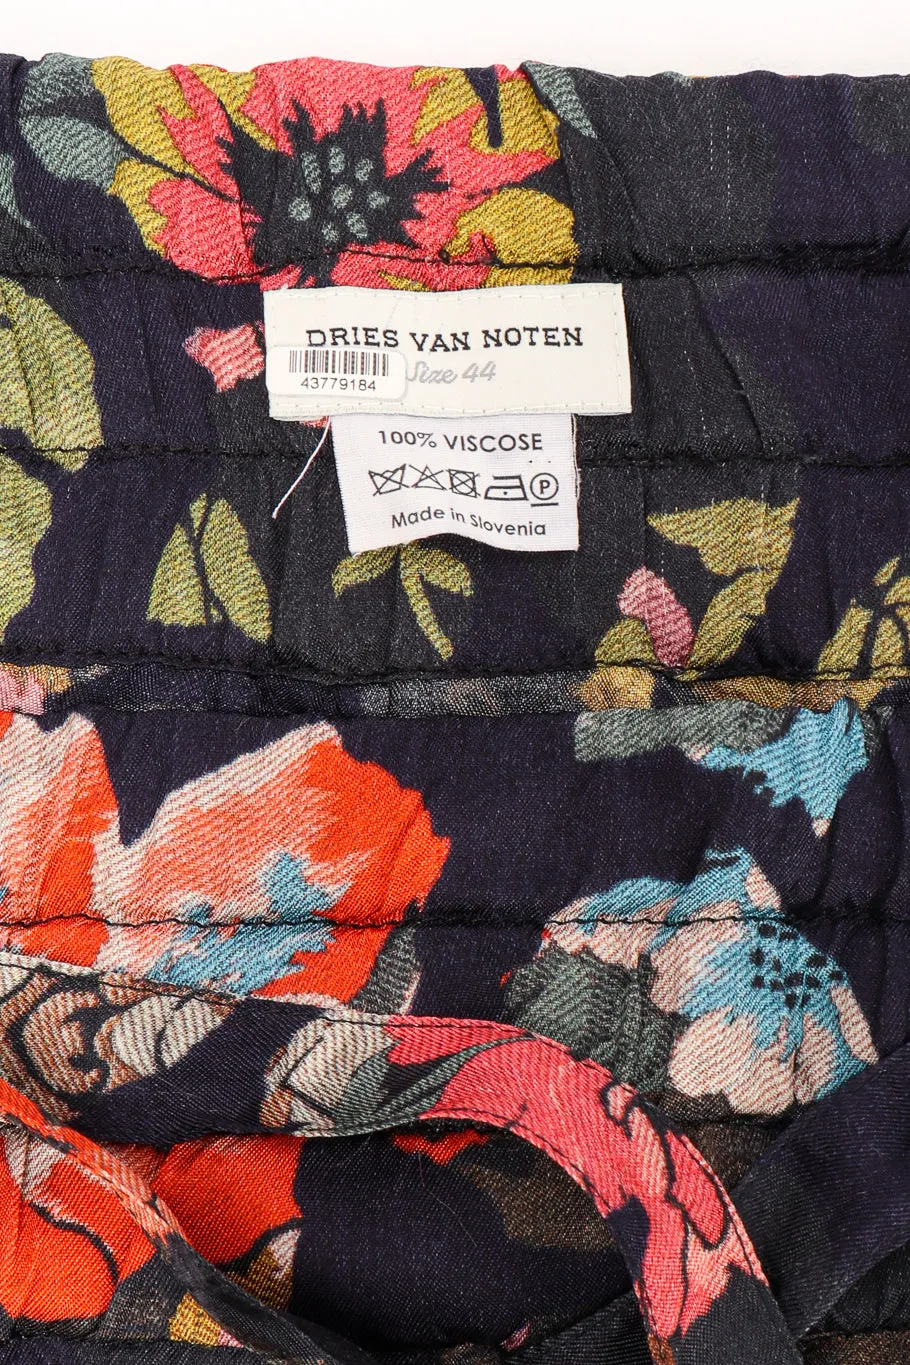 DRIES VAN NOTEN
Size 44
43779184
100% VISCOSE
P
Made in Slovenia